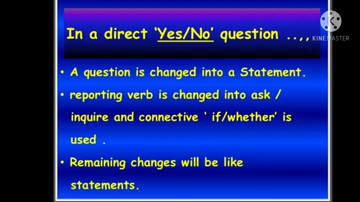 In a direct ‘Yes/No’ question ..,,
KINEMASTER
• A question is changed into a Statement.
• reporting verb is changed into ask /
inquire and connective ‘ if/whether’ is
used .
• Remaining changes will be like
statements.